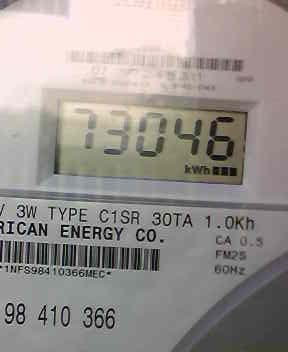 73046
kWh
V 3W TYPE C1SR 30TA 1.0Kh
RICAN ENERGY CO.
CA 0.5
FM2S
60Hz
*1NFS98410366MEC*
98 410 366